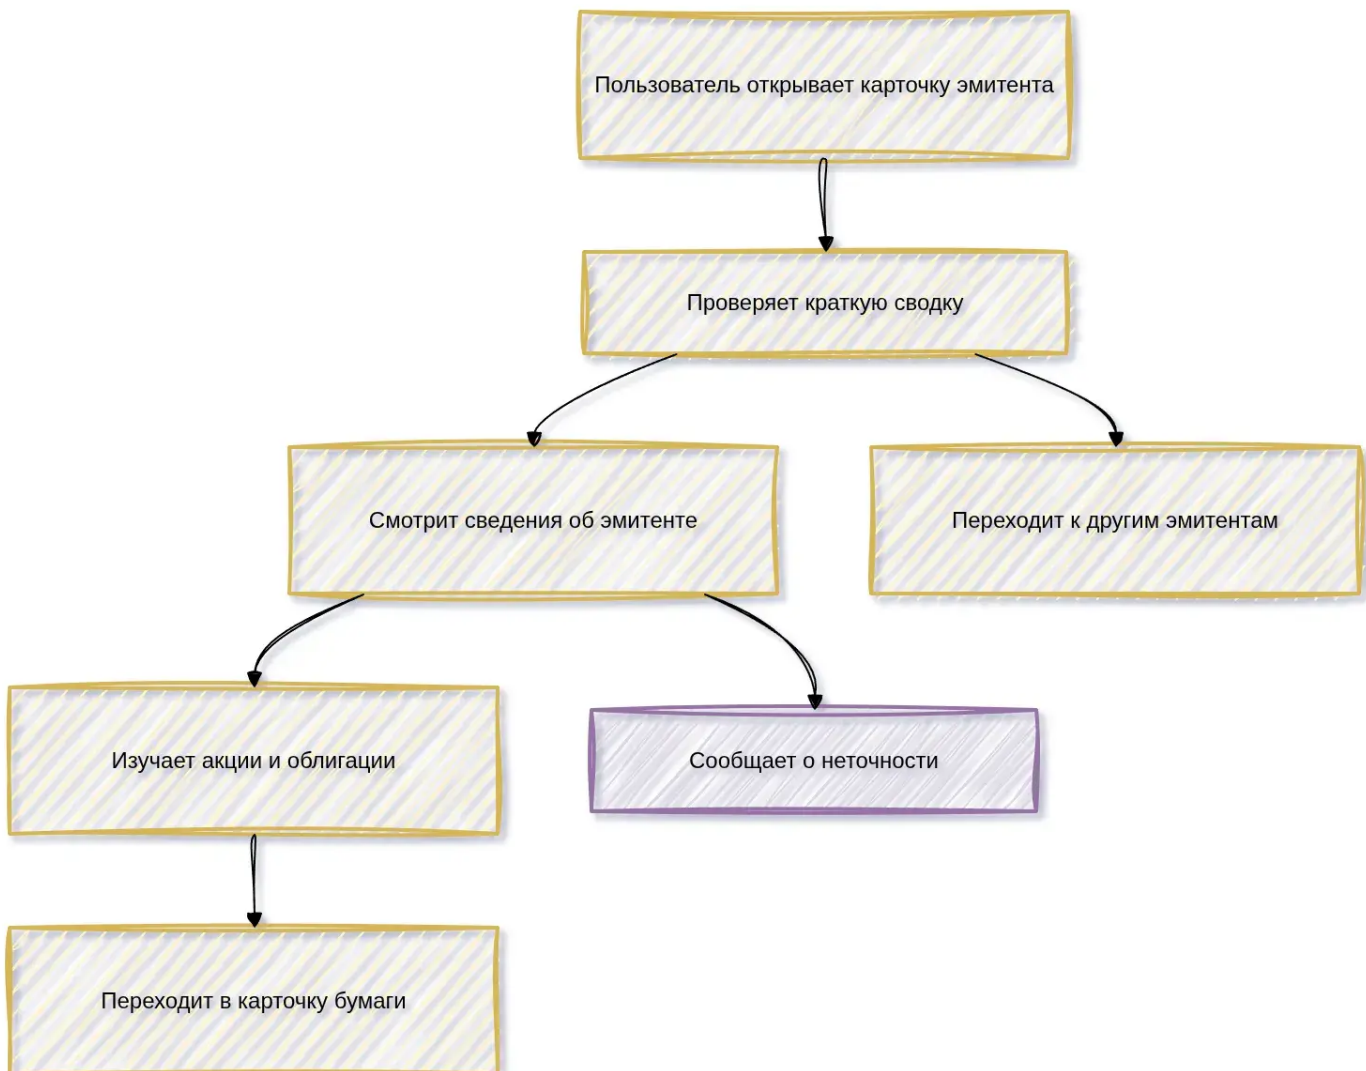 Пользователь открывает карточку эмитента
Проверяет краткую сводку
Смотрит сведения об эмитенте
Переходит к другим эмитентам
Изучает акции и облигации
Сообщает о неточности
Переходит в карточку бумаги